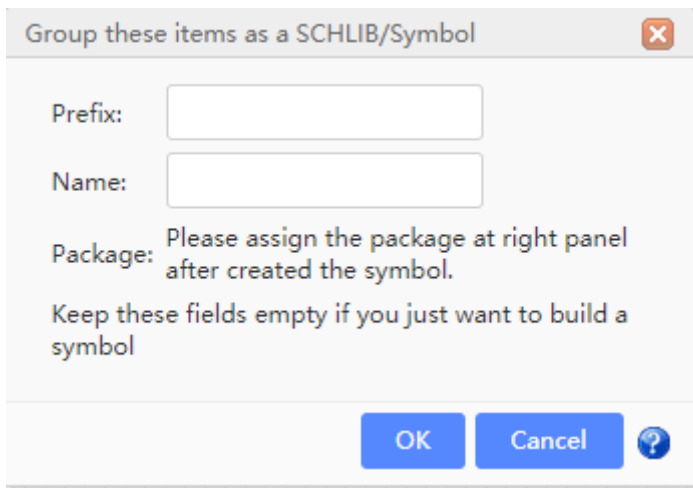 Group these items as a SCHLIB/Symbol
Prefix:
Name:
Package: Please assign the package at right panel
after created the symbol.
Keep these fields empty if you just want to build a
symbol
OK Cancel ?